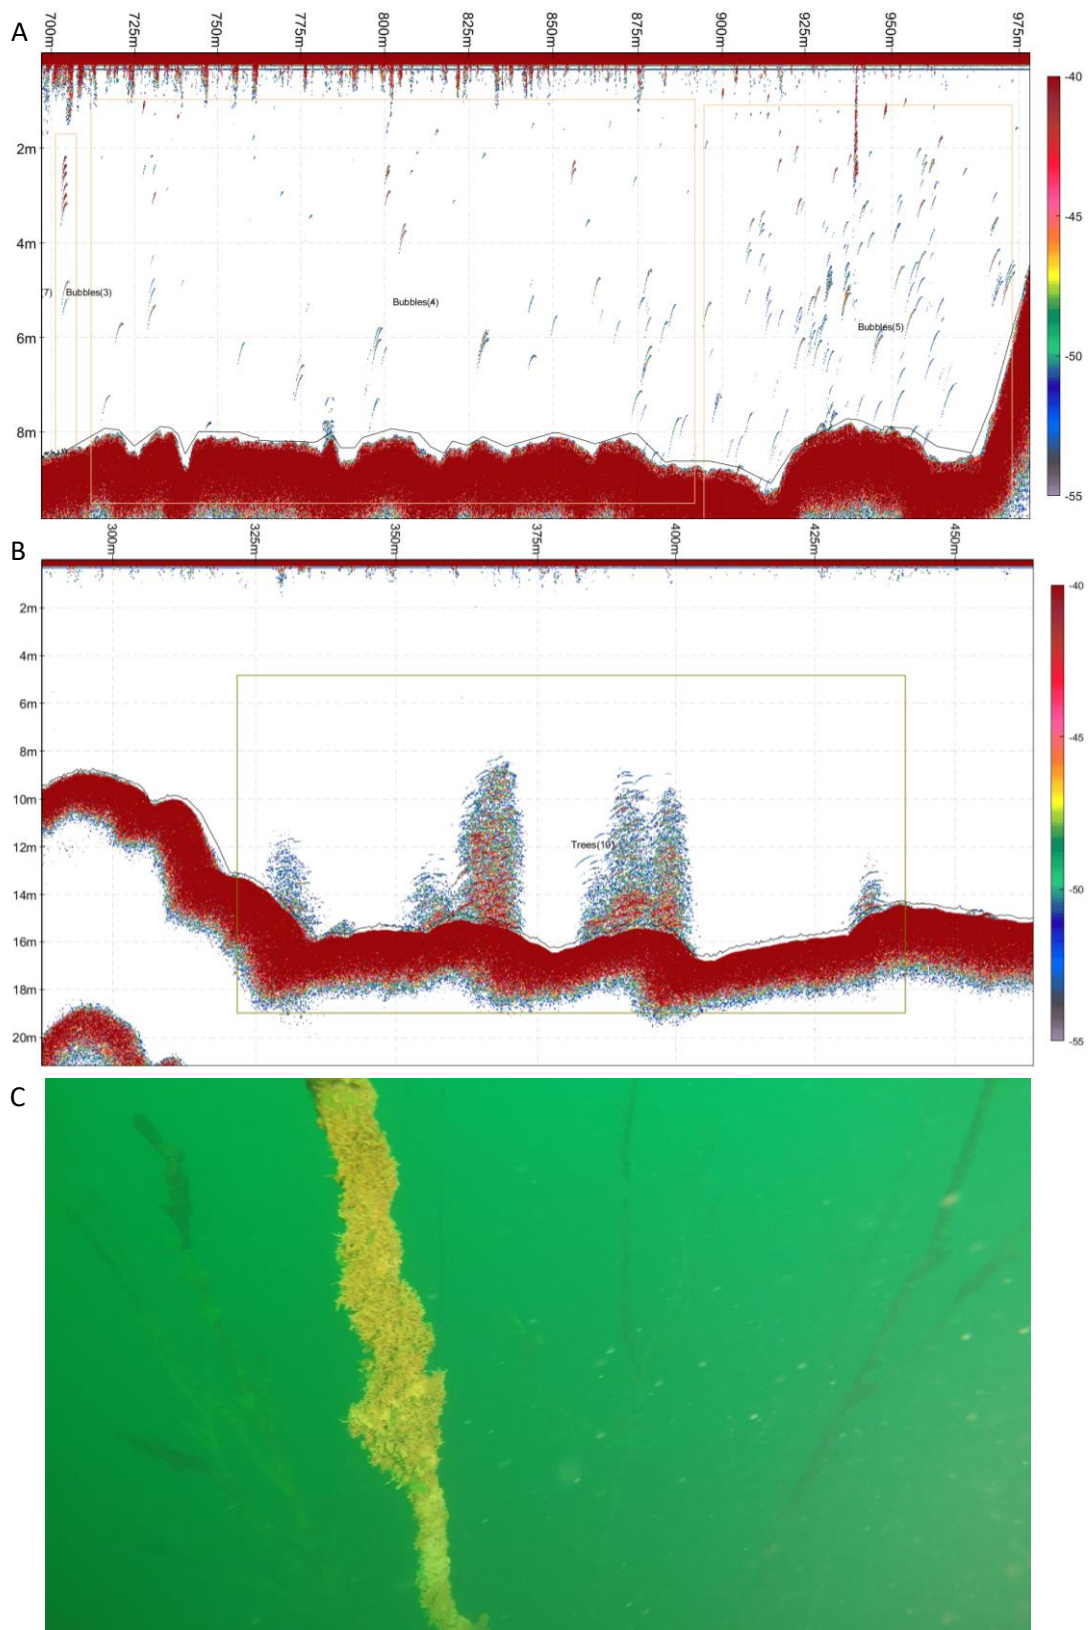 A
700m 725m 750m 775m 800m 825m 850m 875m 900m 925m 950m 975m
2m
4m
6m
8m
(7) Bubbles(3)
Bubbles(4)
Bubbles(5)
-40
-45
-50
-55
B
300m 325m 350m 375m 400m 425m 450m
2m
4m
6m
8m
10m
12m
14m
16m
18m
20m
Trees(10)
-40
-45
-50
-55
C